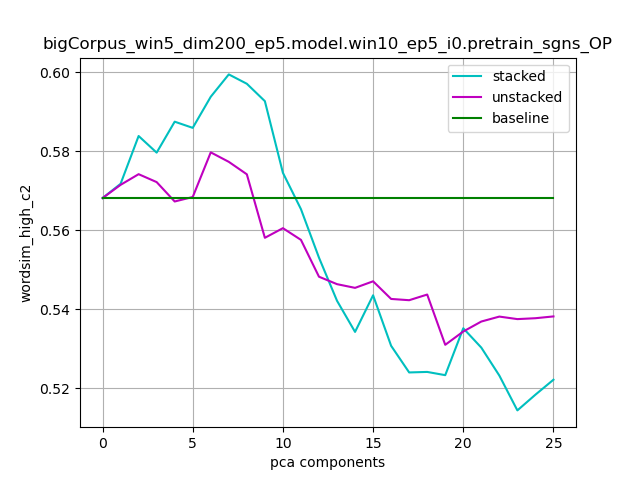 bigCorpus_win5_dim200_ep5.model.win10_ep5_i0.pretrain_sgns_OP
stacked
unstacked
baseline
0.60
0.58
0.56
0.54
0.52
wordsim_high_c2
0 5 10 15 20 25
pca components